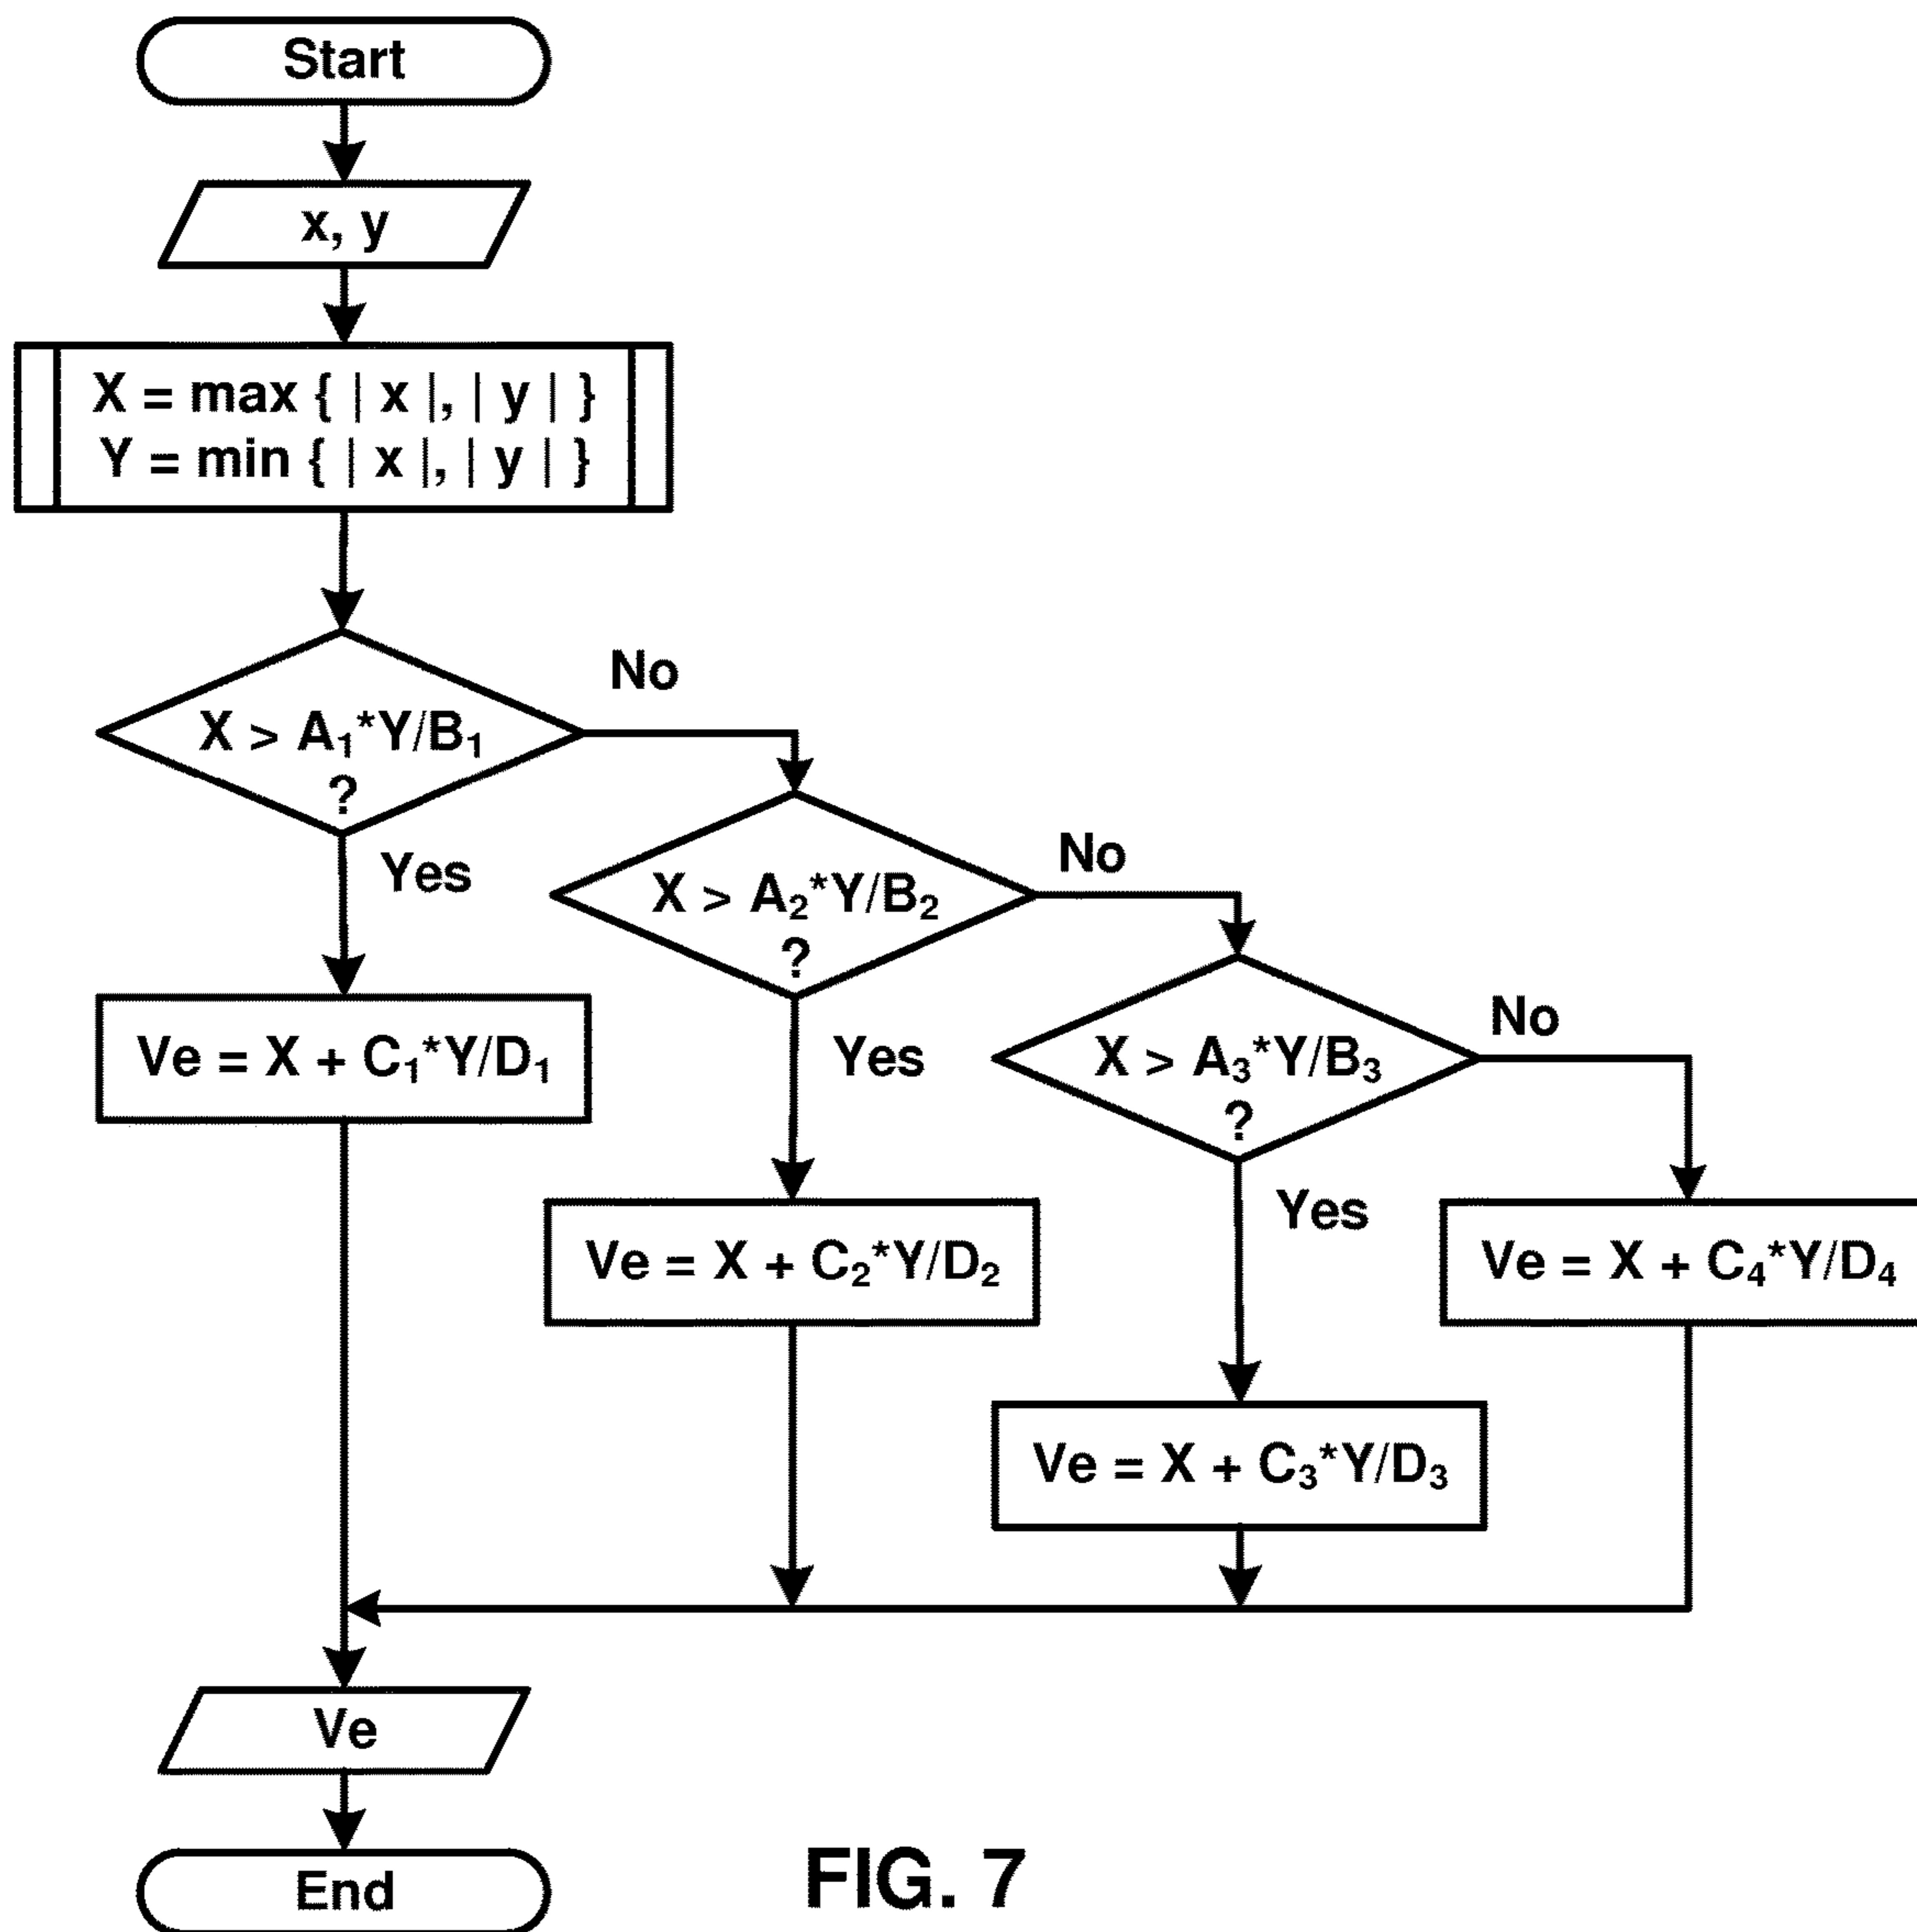 Start
x, y
X = max { | x |, | y | }
Y = min { | x |, | y | }
No
X > A₁*Y/B₁
?
Yes
No
X > A₂*Y/B₂
?
Yes
No
X > A₃*Y/B₃
?
Yes
Ve = X + C₁*Y/D₁
Ve = X + C₂*Y/D₂
Ve = X + C₄*Y/D₄
Ve = X + C₃*Y/D₃
Ve
End
FIG. 7